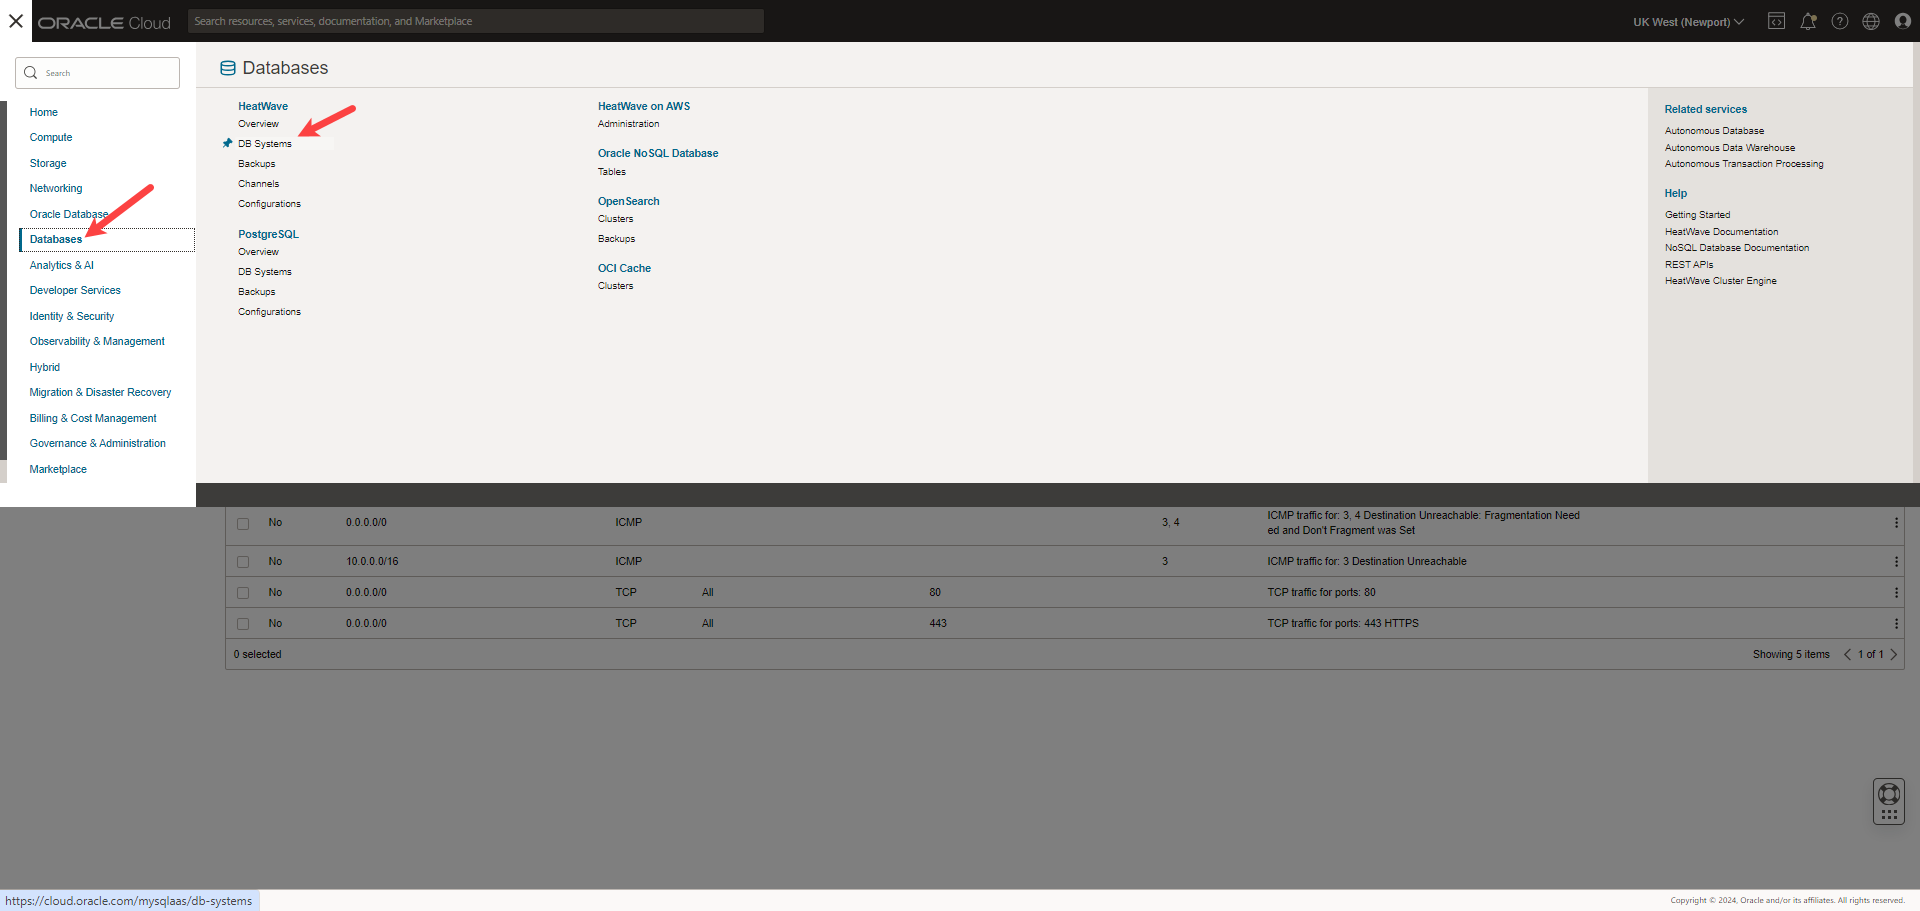 ORACLE Cloud
Search resources, services, documentation, and Marketplace
UK West (Newport)
Search
Home
Compute
Storage
Networking
Oracle Database
Databases
Analytics & AI
Developer Services
Identity & Security
Observability & Management
Hybrid
Migration & Disaster Recovery
Billing & Cost Management
Governance & Administration
Marketplace
Databases
HeatWave
Overview
DB Systems
Backups
Channels
Configurations
PostgreSQL
Overview
DB Systems
Backups
Configurations
HeatWave on AWS
Administration
Oracle NoSQL Database
Tables
OpenSearch
Clusters
Backups
OCI Cache
Clusters
Related services
Autonomous Database
Autonomous Data Warehouse
Autonomous Transaction Processing
Help
Getting Started
HeatWave Documentation
NoSQL Database Documentation
REST APIs
HeatWave Cluster Engine
No 0.0.0.0/0 ICMP 3, 4 ICMP traffic for: 3, 4 Destination Unreachable: Fragmentation Need
ed and Don't Fragment was Set
No 10.0.0.0/16 ICMP 3 ICMP traffic for: 3 Destination Unreachable
No 0.0.0.0/0 TCP All 80 TCP traffic for ports: 80
No 0.0.0.0/0 TCP All 443 TCP traffic for ports: 443 HTTPS
0 selected Showing 5 items 1 of 1
https://cloud.oracle.com/mysqlaas/db-systems
Copyright © 2024, Oracle and/or its affiliates. All rights reserved.